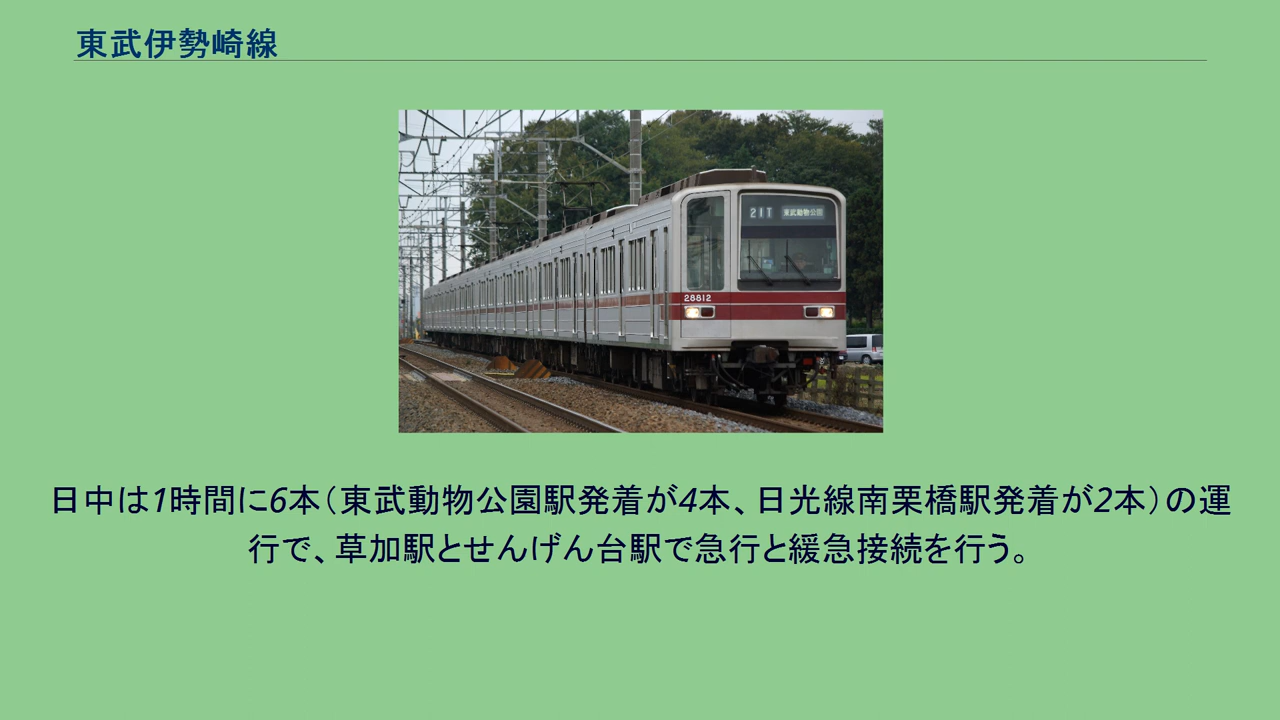 東武伊勢崎線
21T 東武動物公園
28812
日中は1時間に6本（東武動物公園駅発着が4本、日光線南栗橋駅発着が2本）の運
行で、草加駅とせんげん台駅で急行と緩急接続を行う。